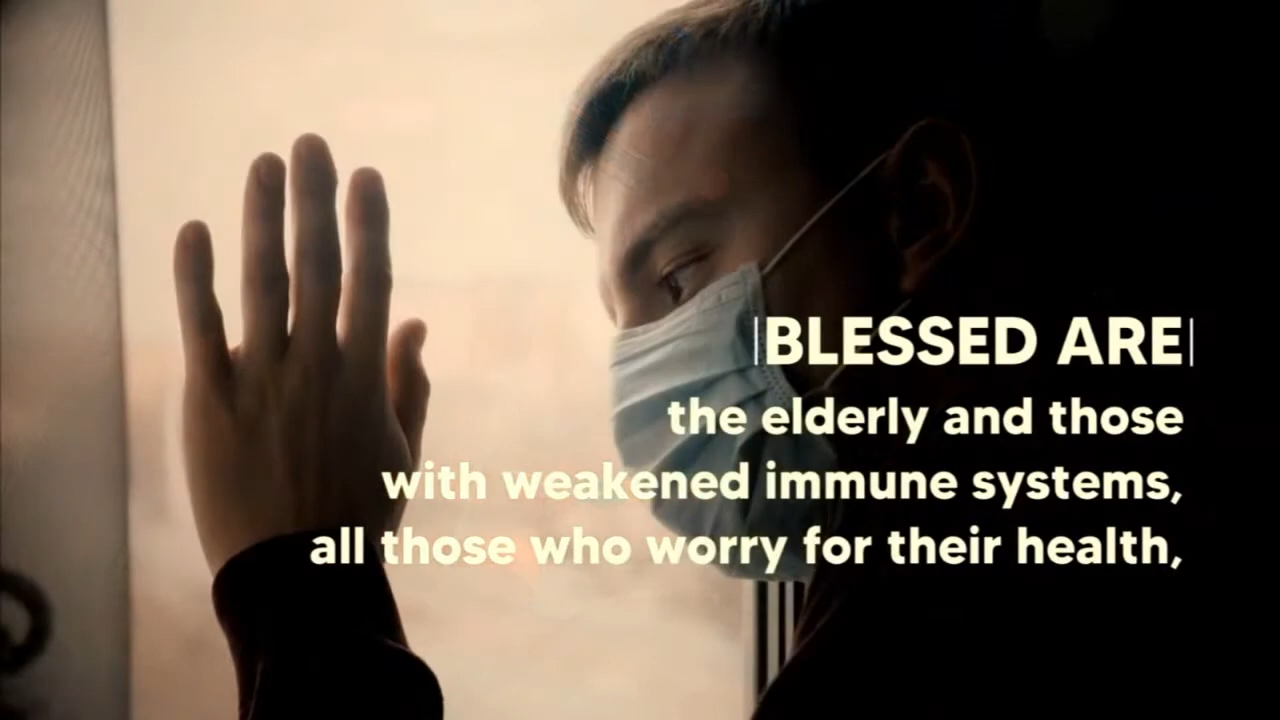 BLESSED ARE
the elderly and those
with weakened immune systems,
all those who worry for their health,